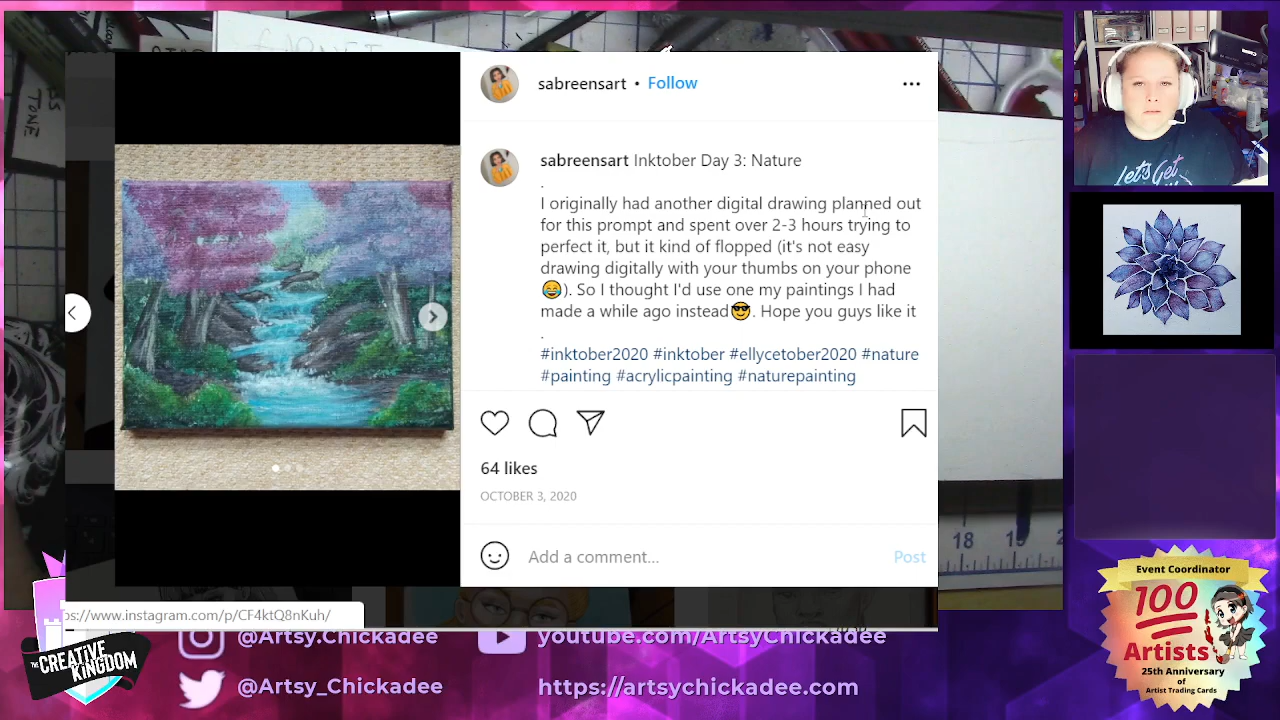 sabreensart • Follow
sabreensart Inktober Day 3: Nature
.
I originally had another digital drawing planned out
for this prompt and spent over 2-3 hours trying to
perfect it, but it kind of flopped (it's not easy
drawing digitally with your thumbs on your phone
😂). So I thought I'd use one my paintings I had
made a while ago instead😎. Hope you guys like it
.
#inktober2020 #inktober #ellycetober2020 #nature
#painting #acrylicpainting #naturepainting
64 likes
OCTOBER 3, 2020
Add a comment... Post
ps://www.instagram.com/p/CF4ktQ8nKuh/
@Artsy.Chickadee
youtube.com/ArtsyChickadee
@Artsy_Chickadee
https://artsychickadee.com
THE
CREATIVE
KINGDOM
TONE
LET'S GET
18
Event Coordinator
100
Artists
25th Anniversary
of
Artist Trading Cards